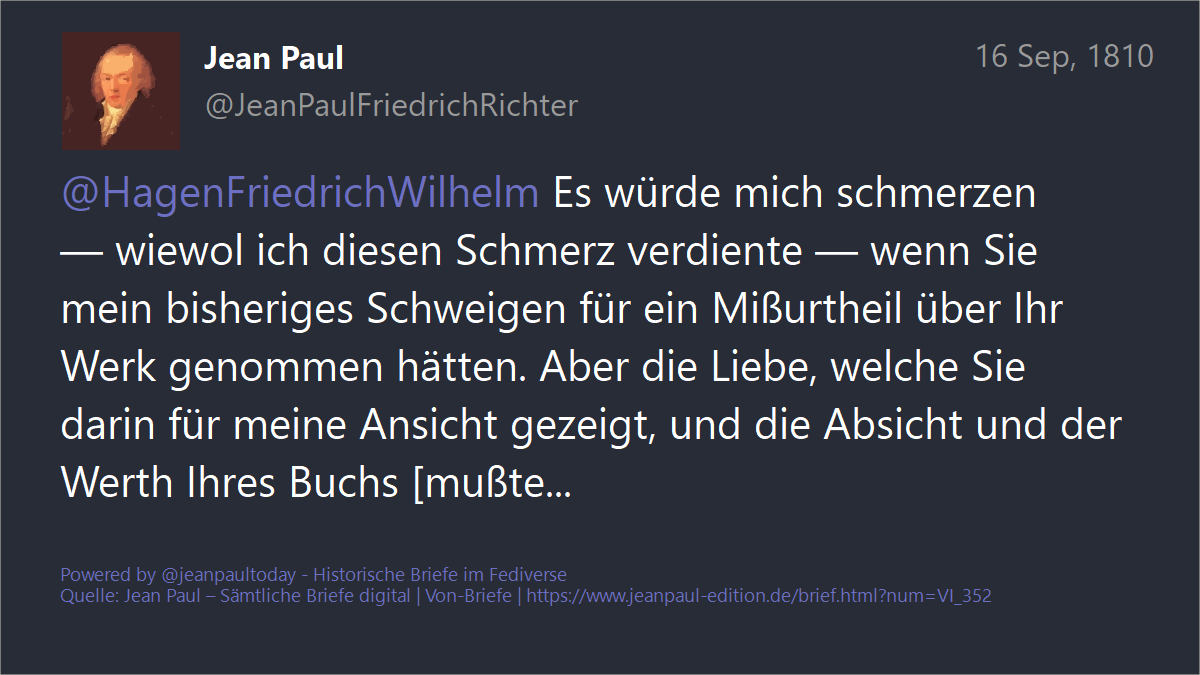 Jean Paul
16 Sep, 1810
@JeanPaulFriedrichRichter
@HagenFriedrichWilhelm Es würde mich schmerzen
— wiewol ich diesen Schmerz verdiente — wenn Sie
mein bisheriges Schweigen für ein Mißurtheil über Ihr
Werk genommen hätten. Aber die Liebe, welche Sie
darin für meine Ansicht gezeigt, und die Absicht und der
Werth Ihres Buchs [mußte...
Powered by @jeanpaultoday - Historische Briefe im Fediverse
Quelle: Jean Paul – Sämtliche Briefe digital | Von-Briefe | https://www.jeanpaul-edition.de/brief.html?num=VI_352